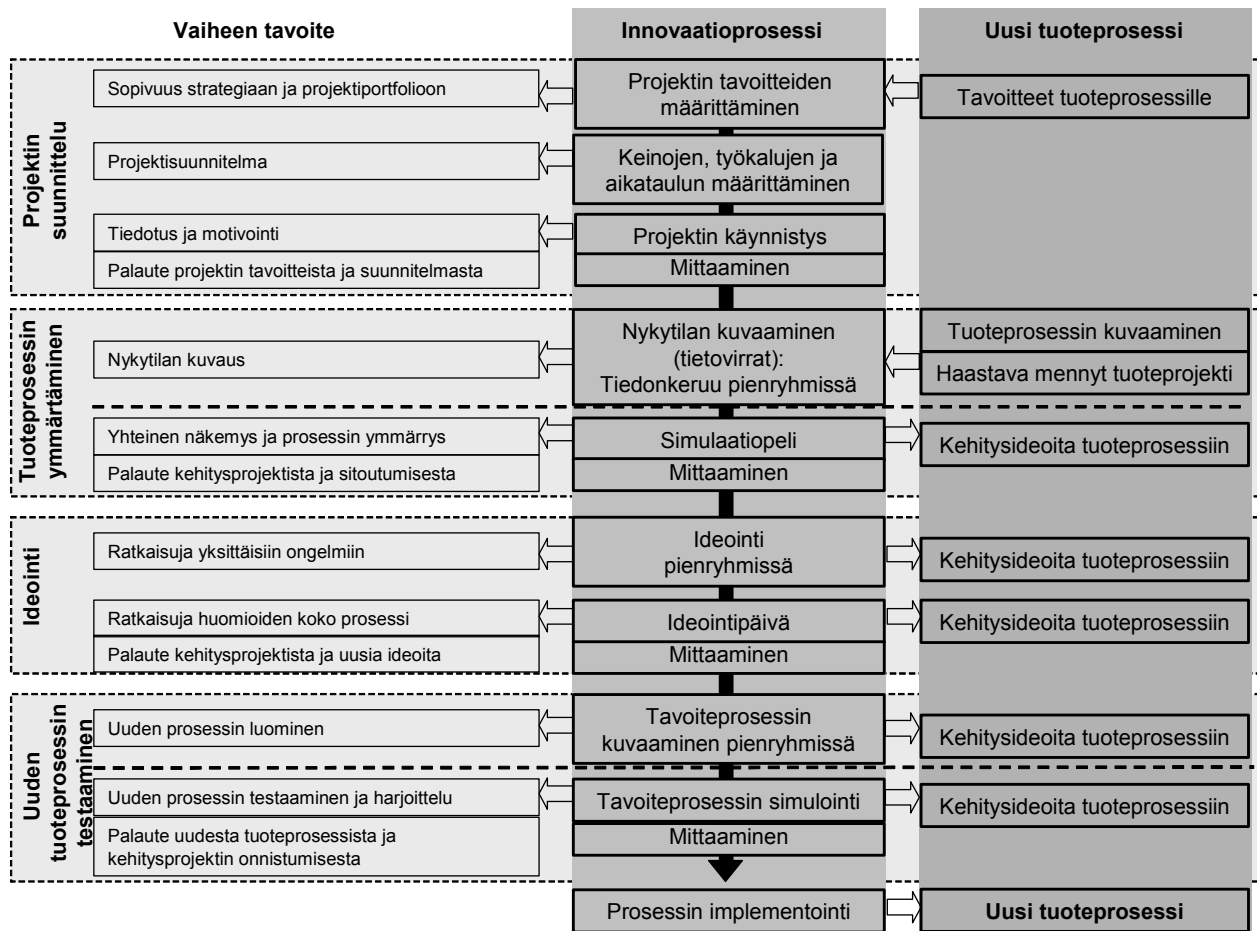 Vaiheen tavoite
Innovaatioprosessi
Uusi tuoteprosessi
Projektin
suunnittelu
Sopivuus strategiaan ja projektiportfolioon
Projektin tavoitteiden
määrittäminen
Tavoitteet tuoteprosessille
Projektisuunnitelma
Keinojen, työkalujen ja
aikataulun määrittäminen
Tiedotus ja motivointi
Projektin käynnistys
Palaute projektin tavoitteista ja suunnitelmasta
Mittaaminen
Tuoteprosessin
ymmärtäminen
Nykytilan kuvaus
Nykytilan kuvaaminen
(tietovirrat):
Tiedonkeruu pienryhmissä
Tuoteprosessin kuvaaminen
Haastava mennyt tuoteprojekti
Yhteinen näkemys ja prosessin ymmärrys
Simulaatiopeli
Kehitysideoita tuoteprosessiin
Palaute kehitysprojektista ja sitoutumisesta
Mittaaminen
Ideointi
Ratkaisuja yksittäisiin ongelmiin
Ideointi
pienryhmissä
Kehitysideoita tuoteprosessiin
Ratkaisuja huomioiden koko prosessi
Ideointipäivä
Kehitysideoita tuoteprosessiin
Palaute kehitysprojektista ja uusia ideoita
Mittaaminen
Uuden
tuoteprosessin
testaaminen
Uuden prosessin luominen
Tavoiteprosessin
kuvaaminen pienryhmissä
Kehitysideoita tuoteprosessiin
Uuden prosessin testaaminen ja harjoittelu
Tavoiteprosessin simulointi
Kehitysideoita tuoteprosessiin
Palaute uudesta tuoteprosessista ja
kehitysprojektin onnistumisesta
Mittaaminen
Prosessin implementointi
Uusi tuoteprosessi